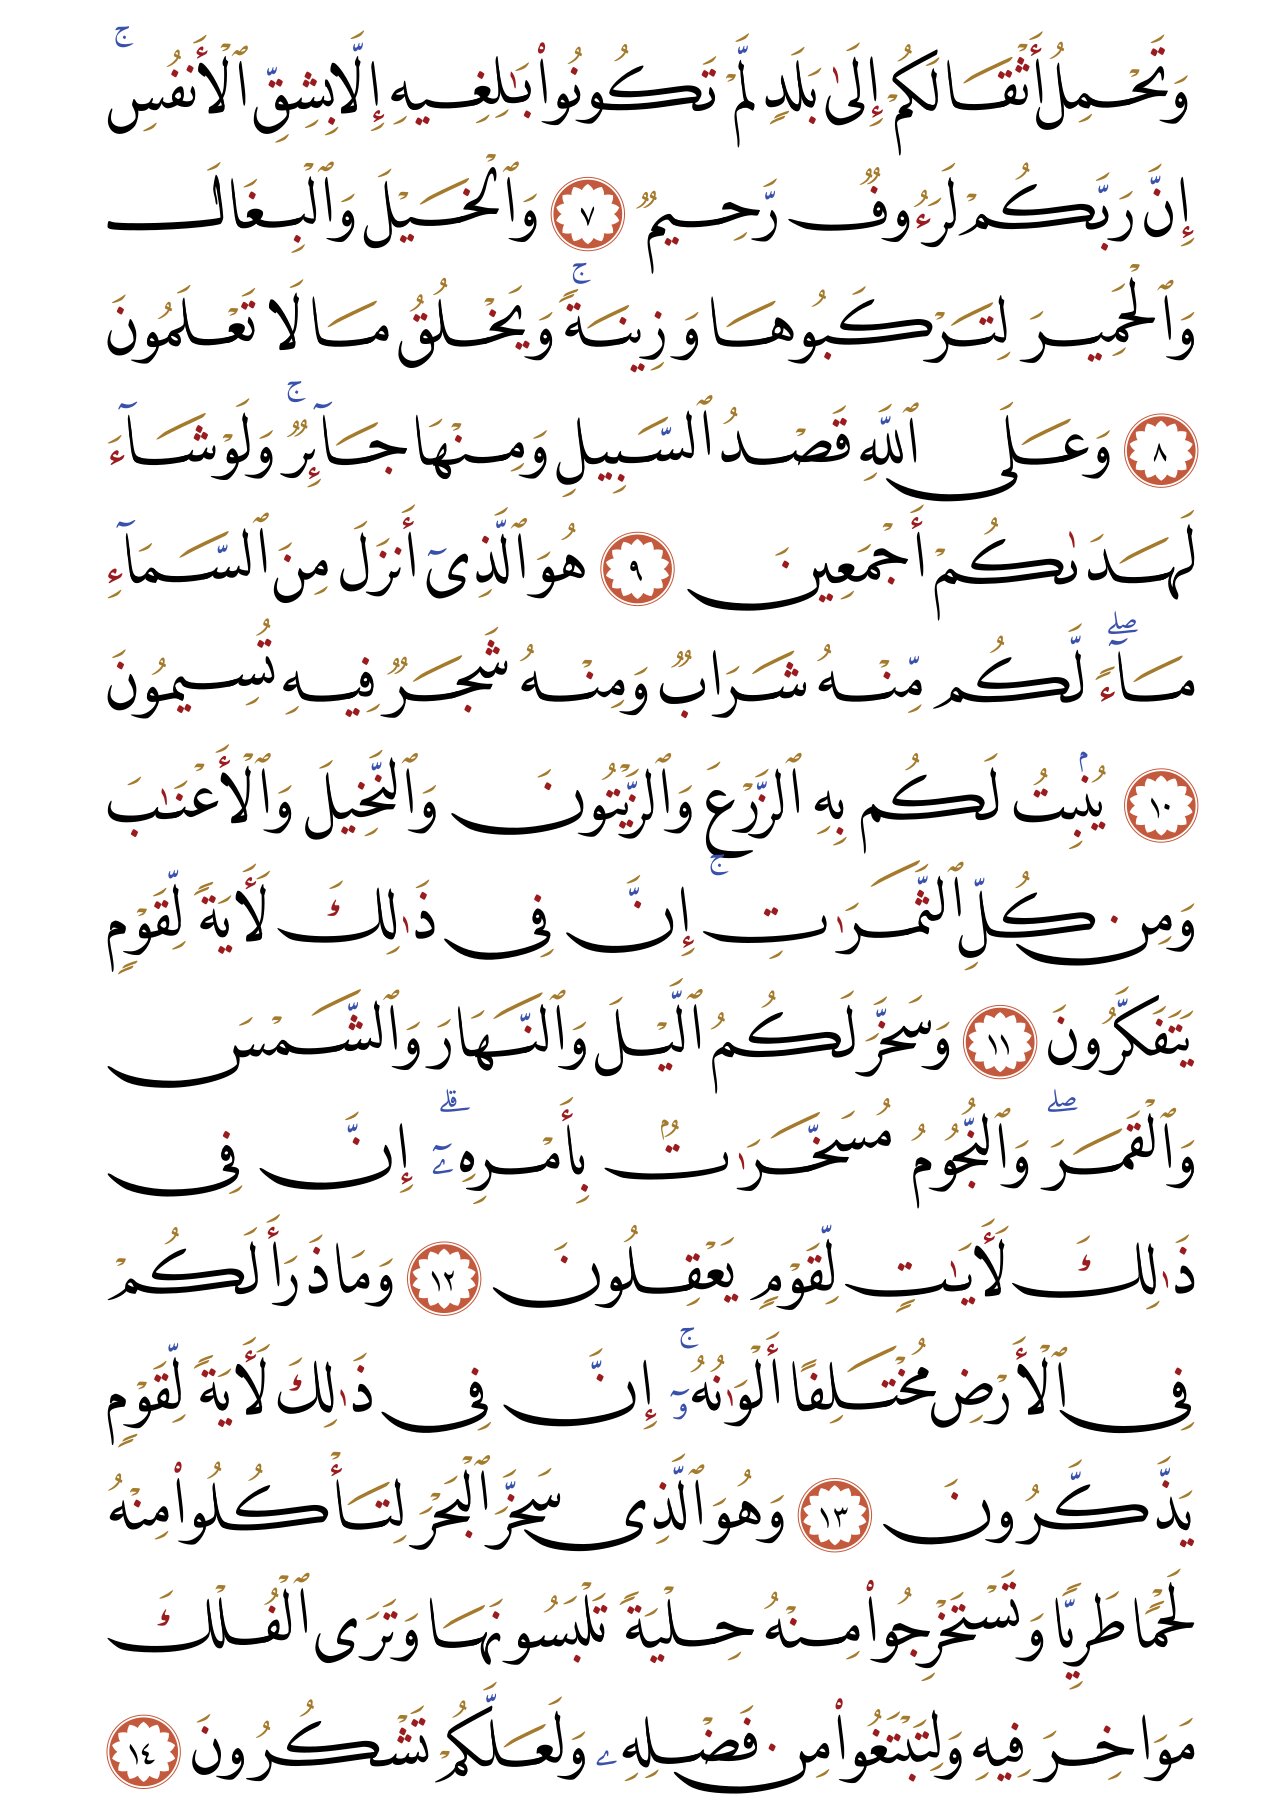 وَتَحْمِلُ أَثْقَالَكُمْ إِلَىٰ بَلَدٍ لَّمْ تَكُونُوا۟ بَـٰلِغِيهِ إِلَّا بِشِقِّ ٱلْأَنفُسِ ۚ
إِنَّ رَبَّكُمْ لَرَءُوفٌ رَّحِيمٌ ٧ وَٱلْخَيْلَ وَٱلْبِغَالَ
وَٱلْحَمِيرَ لِتَرْكَبُوهَا وَزِينَةً ۚ وَيَخْلُقُ مَا لَا تَعْلَمُونَ
٨ وَعَلَى ٱللَّهِ قَصْدُ ٱلسَّبِيلِ وَمِنْهَا جَآئِرٌ ۚ وَلَوْ شَآءَ
لَهَدَىٰكُمْ أَجْمَعِينَ ٩ هُوَ ٱلَّذِىٓ أَنزَلَ مِنَ ٱلسَّمَآءِ
مَآءً ۖ لَّكُم مِّنْهُ شَرَابٌ وَمِنْهُ شَجَرٌ فِيهِ تُسِيمُونَ
١٠ يُنۢبِتُ لَكُم بِهِ ٱلزَّرْعَ وَٱلزَّيْتُونَ وَٱلنَّخِيلَ وَٱلْأَعْنَـٰبَ
وَمِن كُلِّ ٱلثَّمَرَٰتِ ۚ إِنَّ فِى ذَٰلِكَ لَـَٔايَةً لِّقَوْمٍ
يَتَفَكَّرُونَ ١١ وَسَخَّرَ لَكُمُ ٱلَّيْلَ وَٱلنَّهَارَ وَٱلشَّمْسَ
وَٱلْقَمَرَ ۖ وَٱلنُّجُومُ مُسَخَّرَٰتٌۢ بِأَمْرِهِۦٓ ۗ إِنَّ فِى
ذَٰلِكَ لَـَٔايَـٰتٍ لِّقَوْمٍ يَعْقِلُونَ ١٢ وَمَا ذَرَأَ لَكُمْ
فِى ٱلْأَرْضِ مُخْتَلِفًا أَلْوَٰنُهُۥٓ ۚ إِنَّ فِى ذَٰلِكَ لَـَٔايَةً لِّقَوْمٍ
يَذَّكَّرُونَ ١٣ وَهُوَ ٱلَّذِى سَخَّرَ ٱلْبَحْرَ لِتَأْكُلُوا۟ مِنْهُ
لَحْمًا طَرِيًّا وَتَسْتَخْرِجُوا۟ مِنْهُ حِلْيَةً تَلْبَسُونَهَا وَتَرَى ٱلْفُلْكَ
مَوَاخِرَ فِيهِ وَلِتَبْتَغُوا۟ مِن فَضْلِهِۦ وَلَعَلَّكُمْ تَشْكُرُونَ ١٤